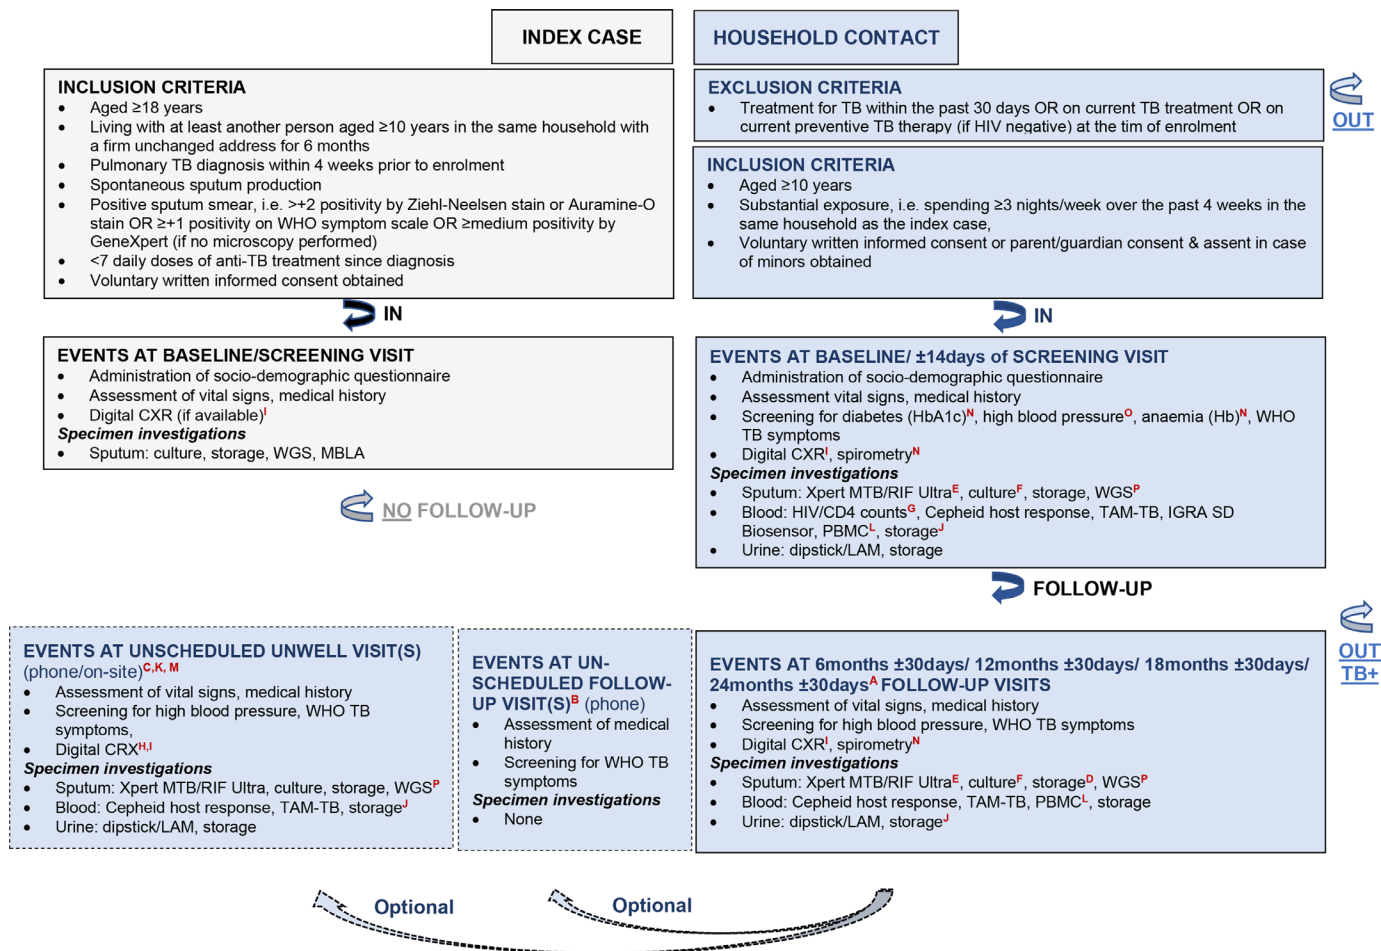 INDEX CASE
INCLUSION CRITERIA
• Aged ≥18 years
• Living with at least another person aged ≥10 years in the same household with
a firm unchanged address for 6 months
• Pulmonary TB diagnosis within 4 weeks prior to enrolment
• Spontaneous sputum production
• Positive sputum smear, i.e. >+2 positivity by Ziehl-Neelsen stain or Auramine-O
stain OR ≥+1 positivity on WHO symptom scale OR ≥medium positivity by
GeneXpert (if no microscopy performed)
• <7 daily doses of anti-TB treatment since diagnosis
• Voluntary written informed consent obtained
IN
EVENTS AT BASELINE/SCREENING VISIT
• Administration of socio-demographic questionnaire
• Assessment of vital signs, medical history
• Digital CXR (if available)I
Specimen investigations
• Sputum: culture, storage, WGS, MBLA
NO FOLLOW-UP
HOUSEHOLD CONTACT
EXCLUSION CRITERIA
• Treatment for TB within the past 30 days OR on current TB treatment OR on
current preventive TB therapy (if HIV negative) at the tim of enrolment
OUT
INCLUSION CRITERIA
• Aged ≥10 years
• Substantial exposure, i.e. spending ≥3 nights/week over the past 4 weeks in the
same household as the index case,
• Voluntary written informed consent or parent/guardian consent & assent in case
of minors obtained
IN
EVENTS AT BASELINE/ ±14days of SCREENING VISIT
• Administration of socio-demographic questionnaire
• Assessment vital signs, medical history
• Screening for diabetes (HbA1c)N, high blood pressureO, anaemia (Hb)N, WHO
TB symptoms
• Digital CXRI, spirometryN
Specimen investigations
• Sputum: Xpert MTB/RIF UltraE, cultureF, storage, WGSP
• Blood: HIV/CD4 countsG, Cepheid host response, TAM-TB, IGRA SD
Biosensor, PBMCL, storageJ
• Urine: dipstick/LAM, storage
FOLLOW-UP
EVENTS AT UNSCHEDULED UNWELL VISIT(S)
(phone/on-site)C,K, M
• Assessment of vital signs, medical history
• Screening for high blood pressure, WHO TB
symptoms,
• Digital CRXH,I
Specimen investigations
• Sputum: Xpert MTB/RIF Ultra, culture, storage, WGSP
• Blood: Cepheid host response, TAM-TB, storageJ
• Urine: dipstick/LAM, storage
EVENTS AT UN-
SCHEDULED FOLLOW-
UP VISIT(S)B (phone)
• Assessment of medical
history
• Screening for WHO TB
symptoms
Specimen investigations
• None
EVENTS AT 6months ±30days/ 12months ±30days/ 18months ±30days/
24months ±30daysA FOLLOW-UP VISITS
• Assessment of vital signs, medical history
• Screening for high blood pressure, WHO TB symptoms
• Digital CXRI, spirometryN
Specimen investigations
• Sputum: Xpert MTB/RIF UltraE, cultureF, storageD, WGSP
• Blood: Cepheid host response, TAM-TB, PBMCL, storage
• Urine: dipstick/LAM, storageJ
OUT
TB+
Optional
Optional